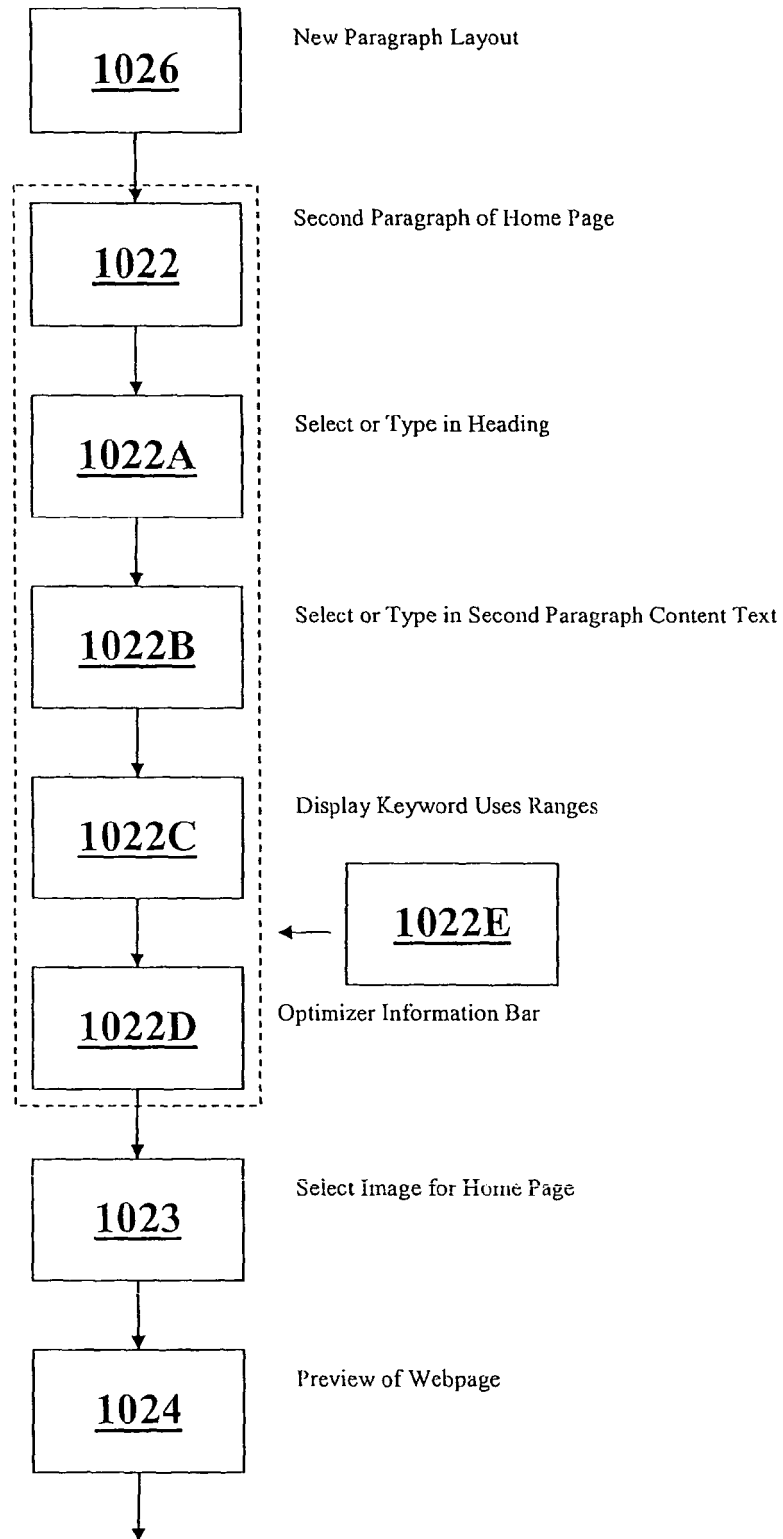 New Paragraph Layout
1026
Second Paragraph of Home Page
1022
Select or Type in Heading
1022A
Select or Type in Second Paragraph Content Text
1022B
Display Keyword Uses Ranges
1022C
1022E
Optimizer Information Bar
1022D
Select Image for Home Page
1023
Preview of Webpage
1024